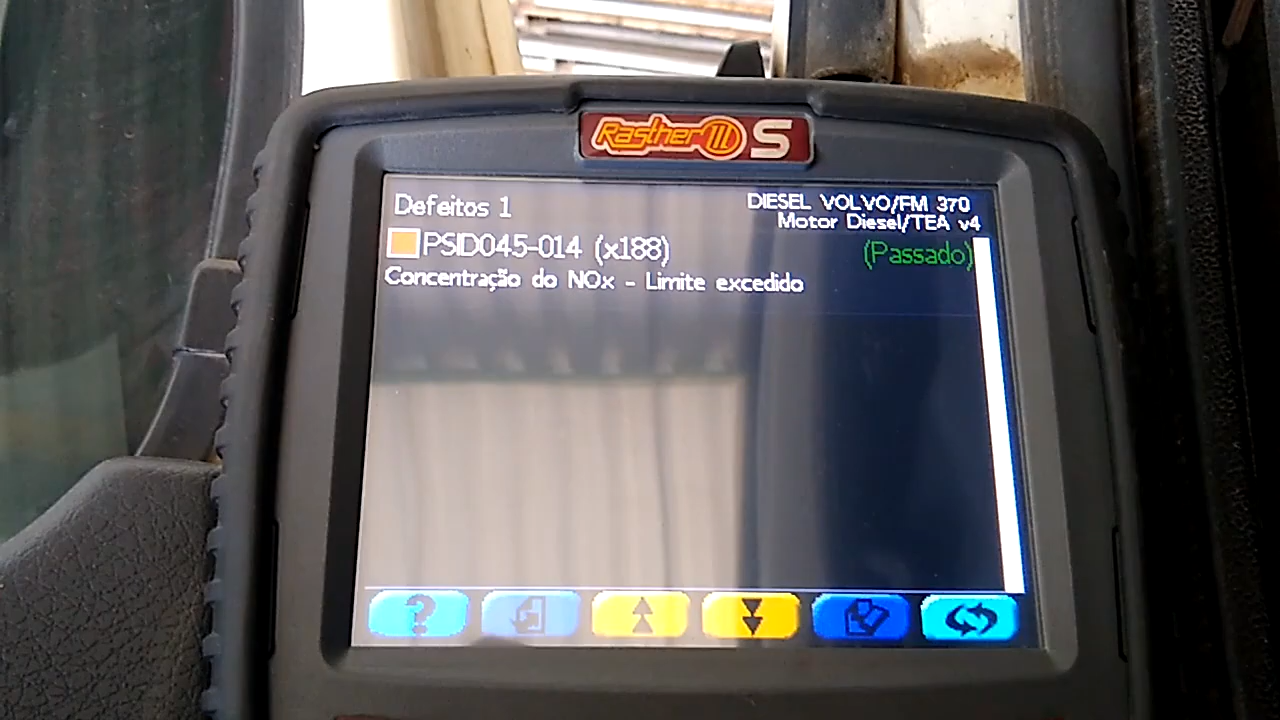 Rasther III S
Defeitos 1
DIESEL VOLVO/FM 370
Motor Diesel/TEA v4
PSID045-014 (x188)
(Passado)
Concentração do NOx - Limite excedido
?